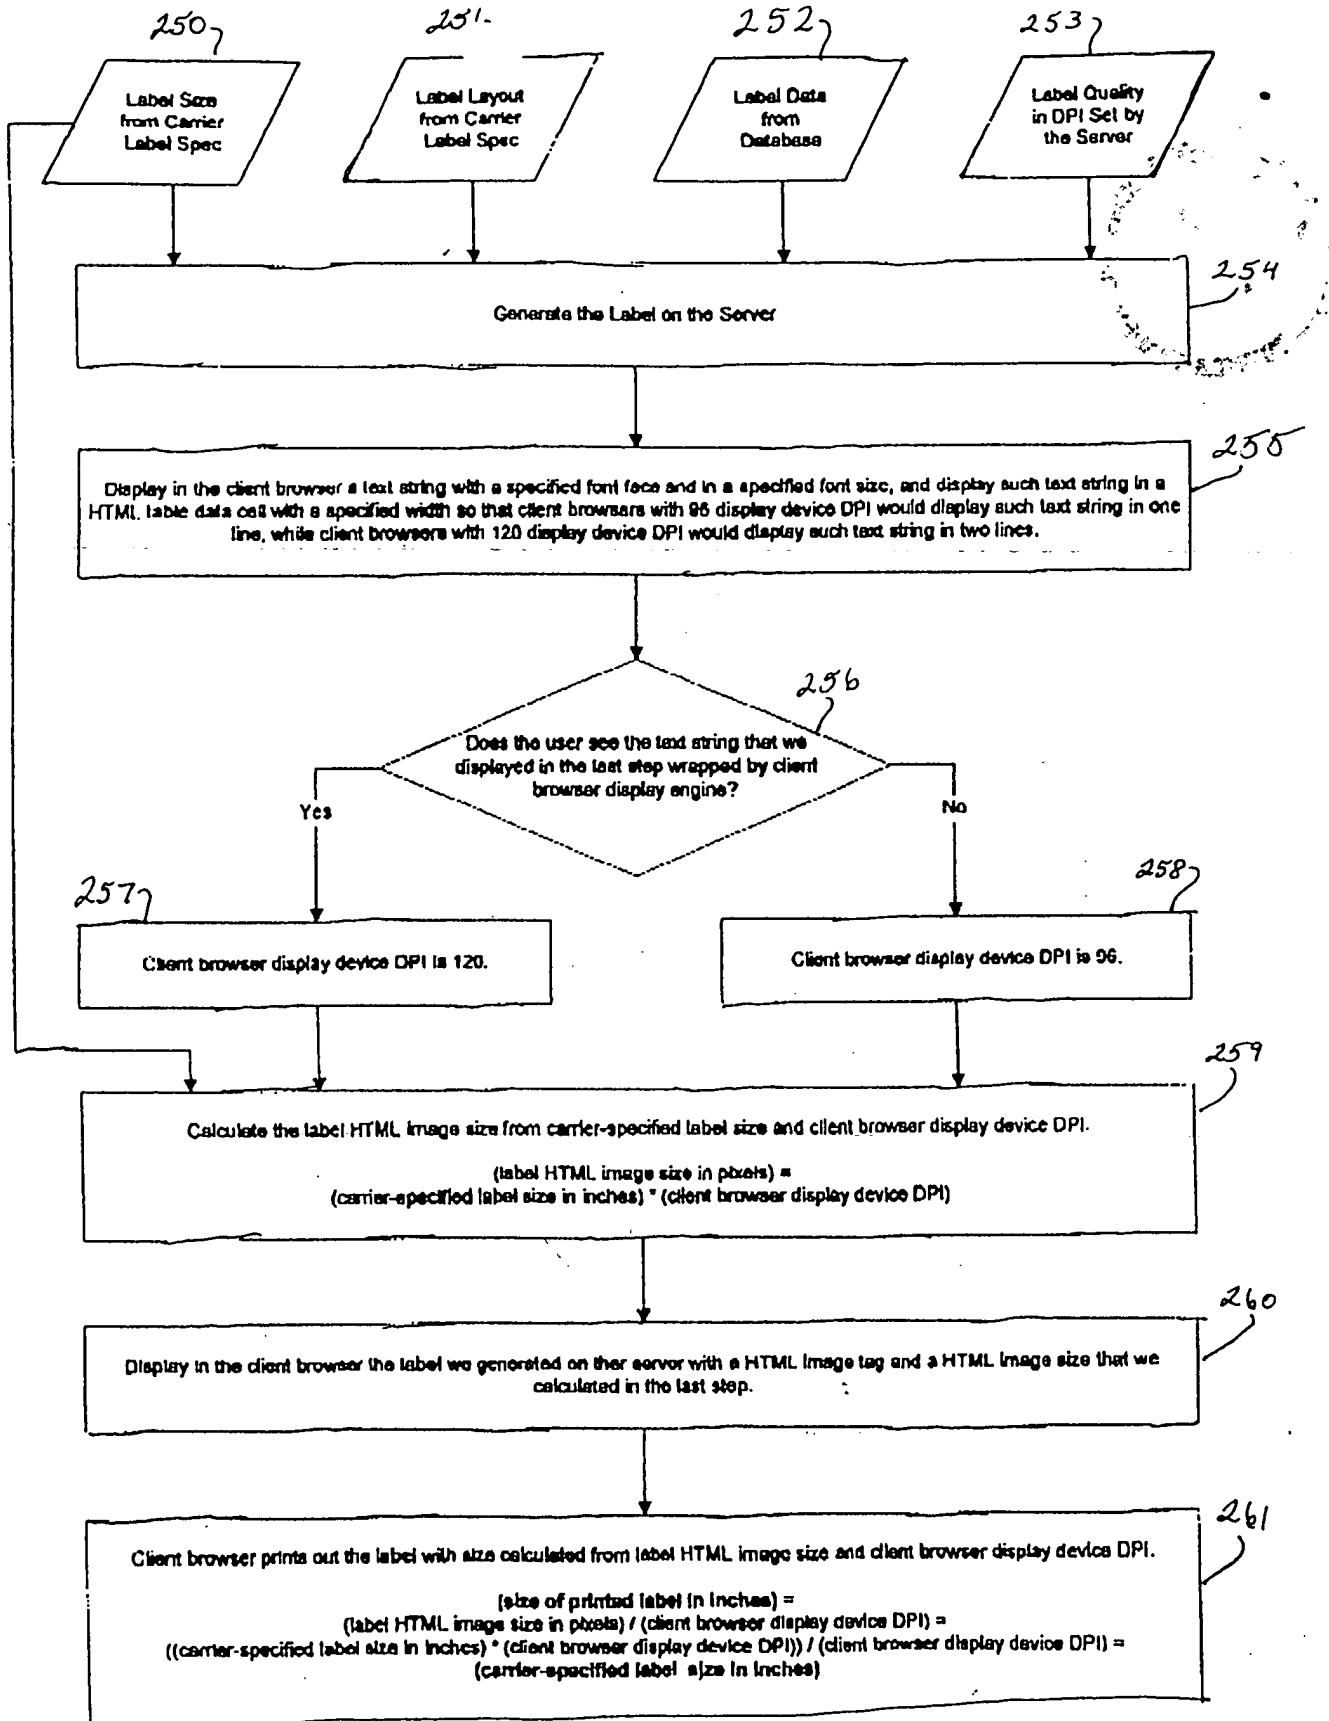 250
251
252
253
Label Size
from Carrier
Label Spec
Label Layout
from Carrier
Label Spec
Label Data
from
Database
Label Quality
in DPI Set by
the Server
254
Generate the Label on the Server
255
Display in the client browser a text string with a specified font face and in a specified font size, and display such text string in a
HTML table data cell with a specified width so that client browsers with 96 display device DPI would display such text string in one
line, while client browsers with 120 display device DPI would display such text string in two lines.
256
Does the user see the text string that we
displayed in the last step wrapped by client
browser display engine?
Yes
No
257
258
Client browser display device DPI is 120.
Client browser display device DPI is 96.
259
Calculate the label HTML image size from carrier-specified label size and client browser display device DPI.
(label HTML image size in pixels) =
(carrier-specified label size in inches) * (client browser display device DPI)
260
Display in the client browser the label we generated on ther server with a HTML image tag and a HTML image size that we
calculated in the last step.
261
Client browser prints out the label with size calculated from label HTML image size and client browser display device DPI.
(size of printed label in inches) =
(label HTML image size in pixels) / (client browser display device DPI) =
((carrier-specified label size in inches) * (client browser display device DPI)) / (client browser display device DPI) =
(carrier-specified label size in inches)